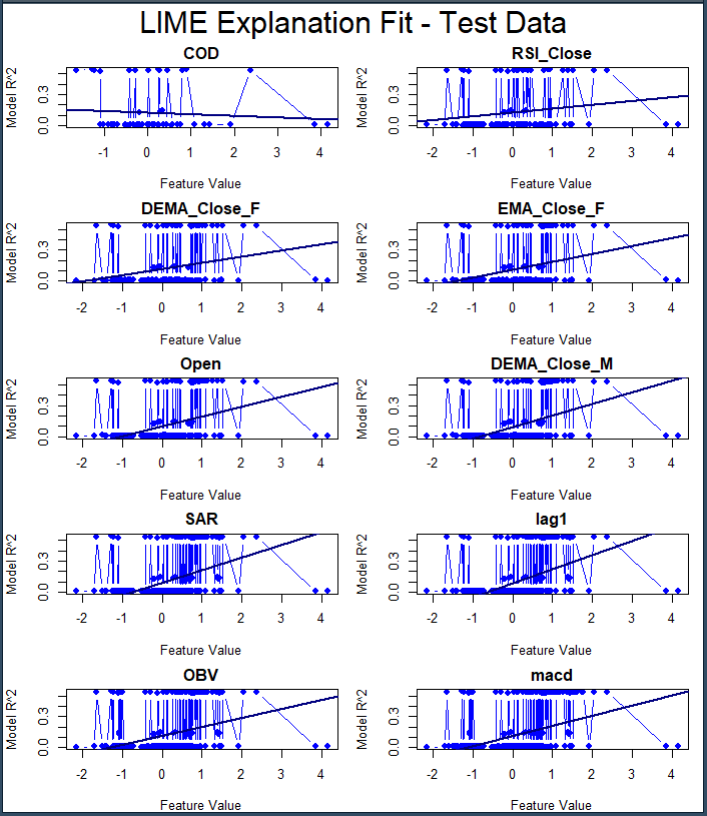 LIME Explanation Fit - Test Data
COD
RSI_Close
Model R^2
0.0 0.3
-1 0 1 2 3 4
Feature Value
Model R^2
0.0 0.3
-2 -1 0 1 2 3 4
Feature Value
DEMA_Close_F
EMA_Close_F
Model R^2
0.0 0.3
-2 -1 0 1 2 3 4
Feature Value
Model R^2
0.0 0.3
-2 -1 0 1 2 3 4
Feature Value
Open
DEMA_Close_M
Model R^2
0.0 0.3
-2 -1 0 1 2 3 4
Feature Value
Model R^2
0.0 0.3
-2 -1 0 1 2 3 4
Feature Value
SAR
lag1
Model R^2
0.0 0.3
-2 -1 0 1 2 3 4
Feature Value
Model R^2
0.0 0.3
-2 -1 0 1 2 3 4
Feature Value
OBV
macd
Model R^2
0.0 0.3
-2 -1 0 1 2 3 4
Feature Value
Model R^2
0.0 0.3
-2 -1 0 1 2 3 4
Feature Value